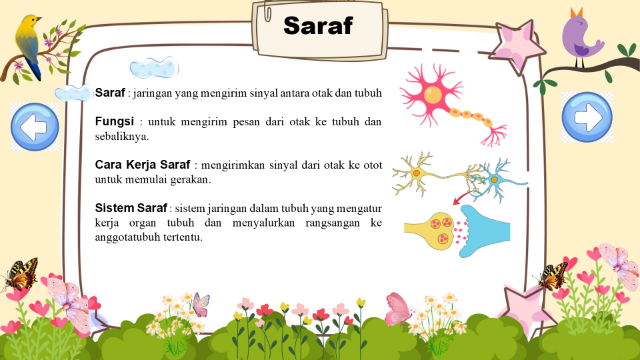 Saraf
Saraf : jaringan yang mengirim sinyal antara otak dan tubuh
Fungsi : untuk mengirim pesan dari otak ke tubuh dan
sebaliknya.
Cara Kerja Saraf : mengirimkan sinyal dari otak ke otot
untuk memulai gerakan.
Sistem Saraf : sistem jaringan dalam tubuh yang mengatur
kerja organ tubuh dan menyalurkan rangsangan ke
anggotatubuh tertentu.